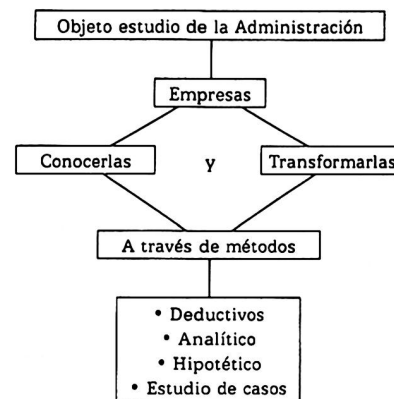 Objeto estudio de la Administración
Empresas
Conocerlas y Transformarlas
A través de métodos
• Deductivos
• Analítico
• Hipotético
• Estudio de casos